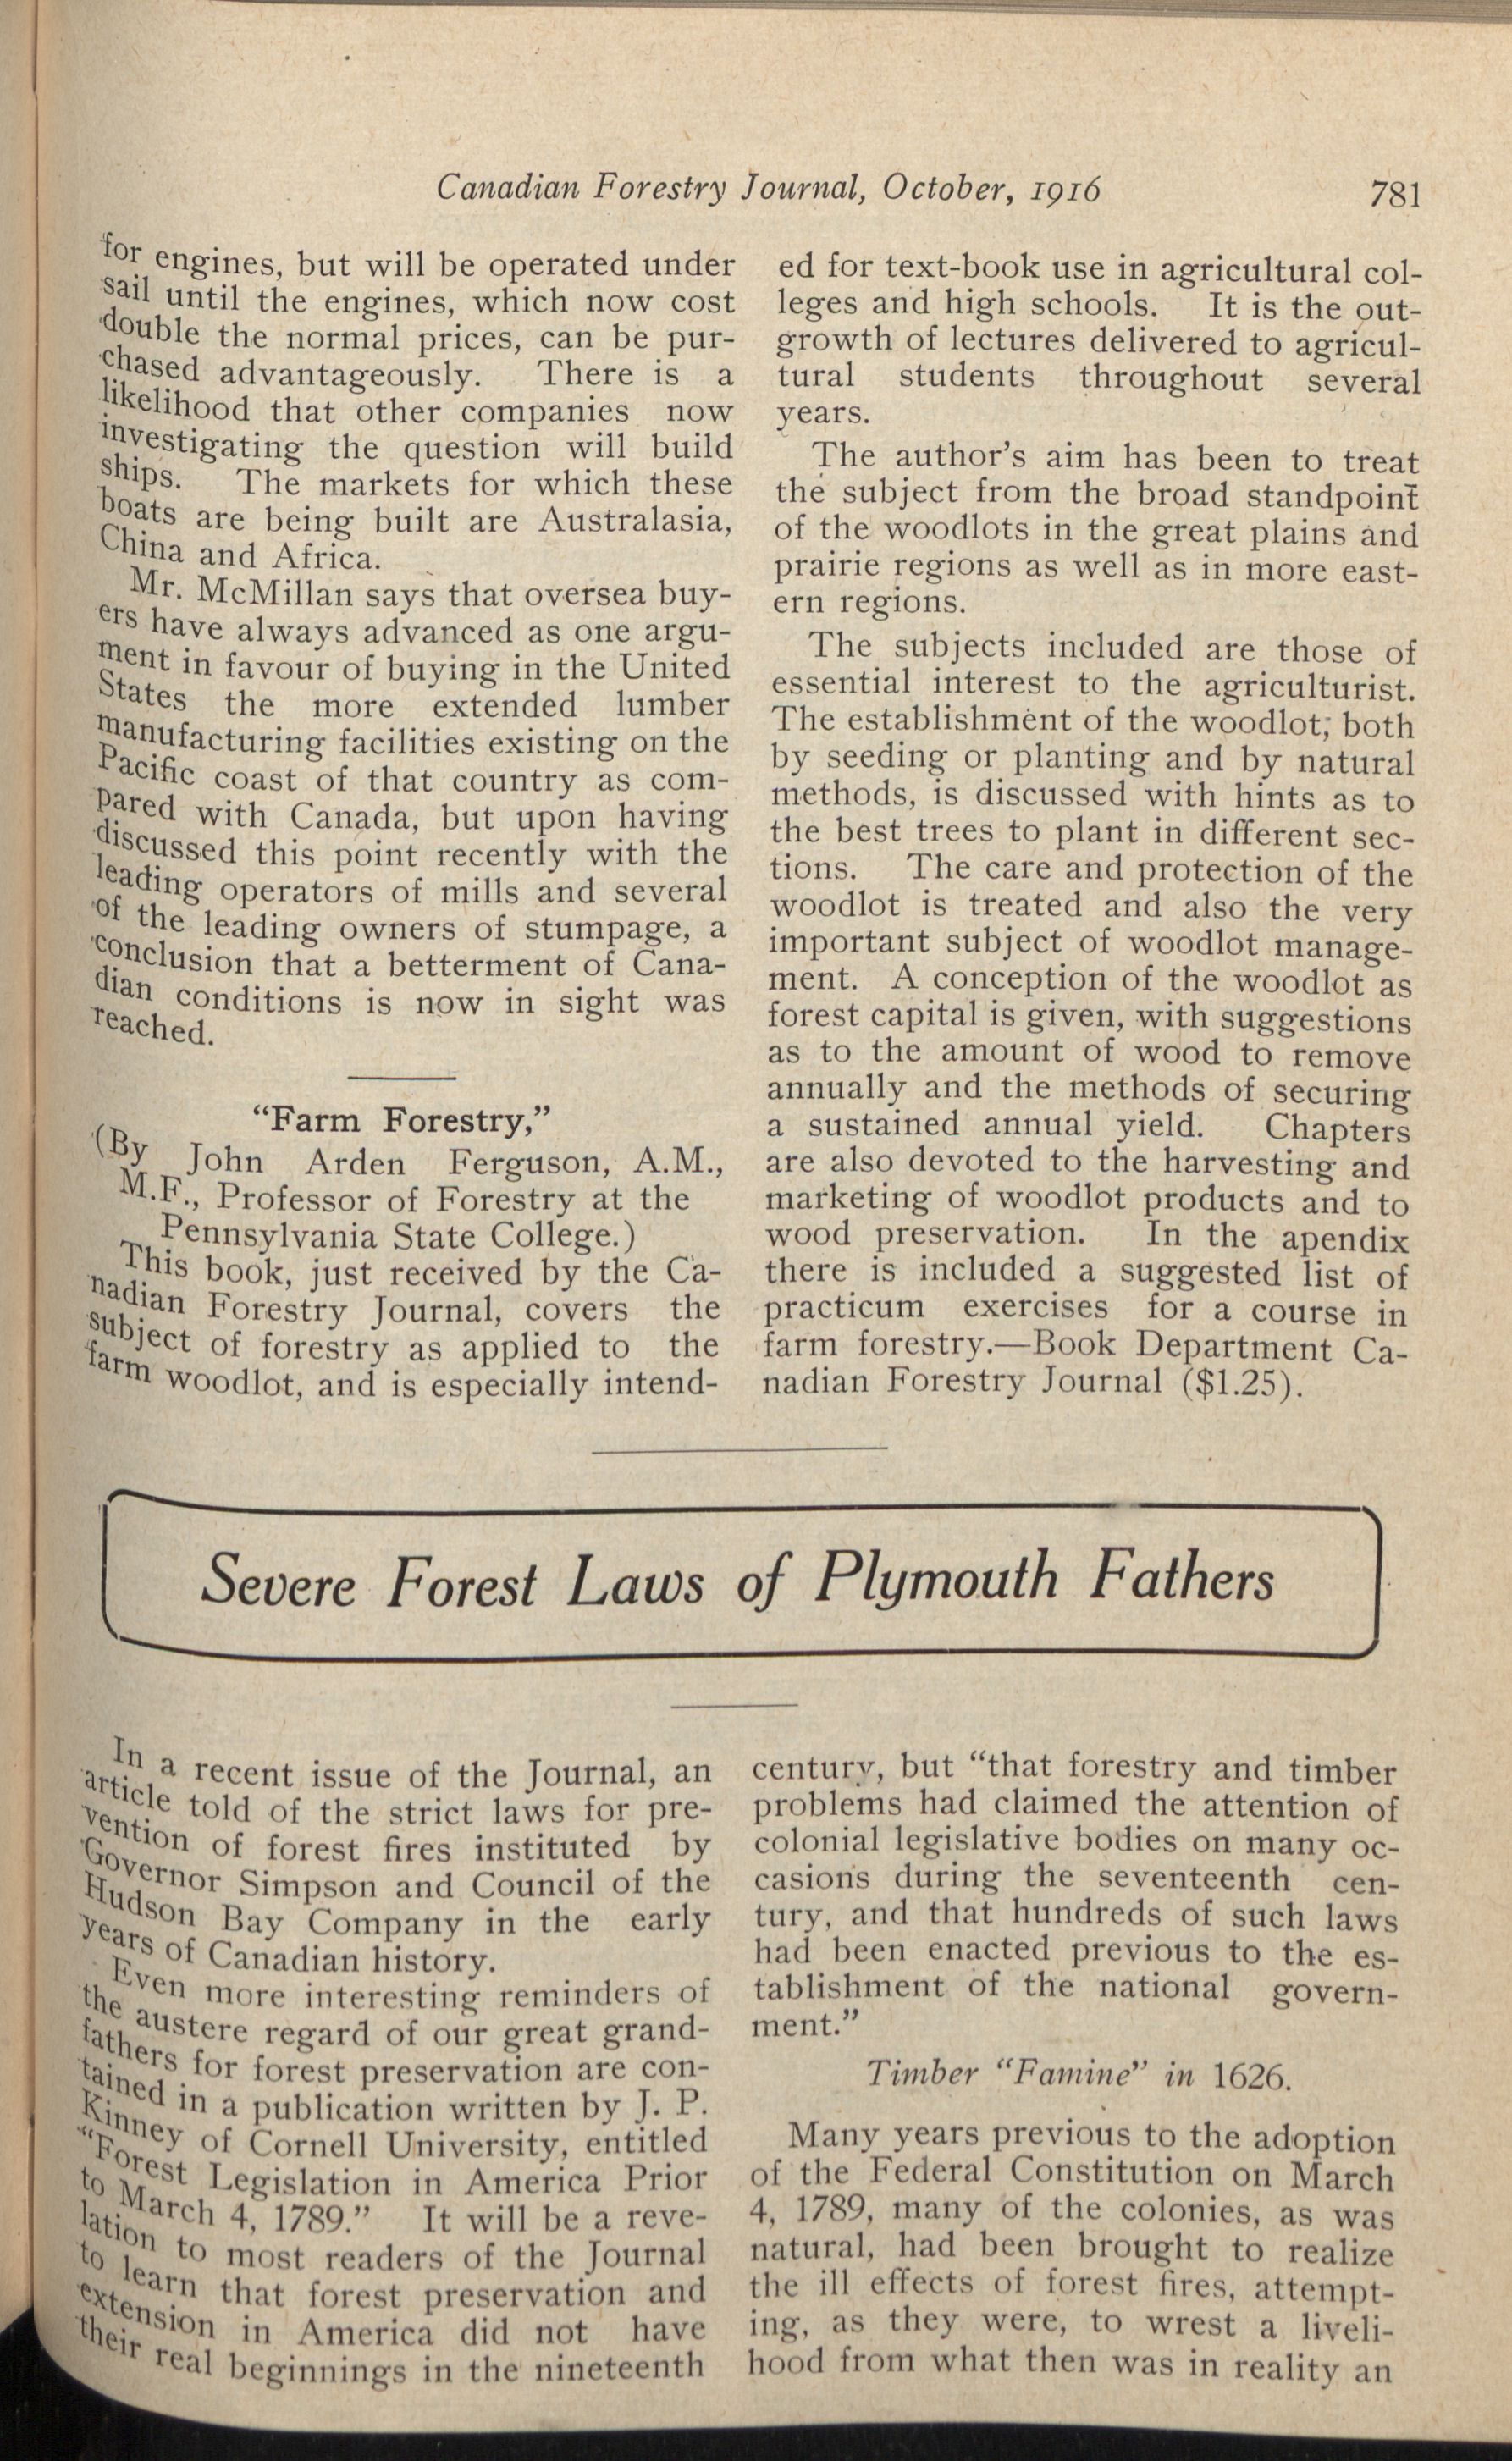 Canadian Forestry Journal, October, 1916 781
for engines, but will be operated under
sail until the engines, which now cost
double the normal prices, can be pur-
chased advantageously. There is a
likelihood that other companies now
investigating the question will build
ships. The markets for which these
boats are being built are Australasia,
China and Africa.
Mr. McMillan says that oversea buy-
ers have always advanced as one argu-
ment in favour of buying in the United
States the more extended lumber
manufacturing facilities existing on the
Pacific coast of that country as com-
pared with Canada, but upon having
discussed this point recently with the
leading operators of mills and several
of the leading owners of stumpage, a
conclusion that a betterment of Cana-
dian conditions is now in sight was
reached.
"Farm Forestry,"
(By John Arden Ferguson, A.M.,
M.F., Professor of Forestry at the
Pennsylvania State College.)
This book, just received by the Ca-
nadian Forestry Journal, covers the
subject of forestry as applied to the
farm woodlot, and is especially intend-
ed for text-book use in agricultural col-
leges and high schools. It is the out-
growth of lectures delivered to agricul-
tural students throughout several
years.
The author's aim has been to treat
the subject from the broad standpoint
of the woodlots in the great plains and
prairie regions as well as in more east-
ern regions.
The subjects included are those of
essential interest to the agriculturist.
The establishment of the woodlot; both
by seeding or planting and by natural
methods, is discussed with hints as to
the best trees to plant in different sec-
tions. The care and protection of the
woodlot is treated and also the very
important subject of woodlot manage-
ment. A conception of the woodlot as
forest capital is given, with suggestions
as to the amount of wood to remove
annually and the methods of securing
a sustained annual yield. Chapters
are also devoted to the harvesting and
marketing of woodlot products and to
wood preservation. In the apendix
there is included a suggested list of
practicum exercises for a course in
farm forestry.—Book Department Ca-
nadian Forestry Journal ($1.25).
Severe Forest Laws of Plymouth Fathers
In a recent issue of the Journal, an
article told of the strict laws for pre-
vention of forest fires instituted by
Governor Simpson and Council of the
Hudson Bay Company in the early
years of Canadian history.
Even more interesting reminders of
the austere regard of our great grand-
fathers for forest preservation are con-
tained in a publication written by J. P.
Kinney of Cornell University, entitled
"Forest Legislation in America Prior
to March 4, 1789." It will be a reve-
lation to most readers of the Journal
to learn that forest preservation and
extension in America did not have
their real beginnings in the nineteenth
century, but "that forestry and timber
problems had claimed the attention of
colonial legislative bodies on many oc-
casions during the seventeenth cen-
tury, and that hundreds of such laws
had been enacted previous to the es-
tablishment of the national govern-
ment."
Timber "Famine" in 1626.
Many years previous to the adoption
of the Federal Constitution on March
4, 1789, many of the colonies, as was
natural, had been brought to realize
the ill effects of forest fires, attempt-
ing, as they were, to wrest a liveli-
hood from what then was in reality an